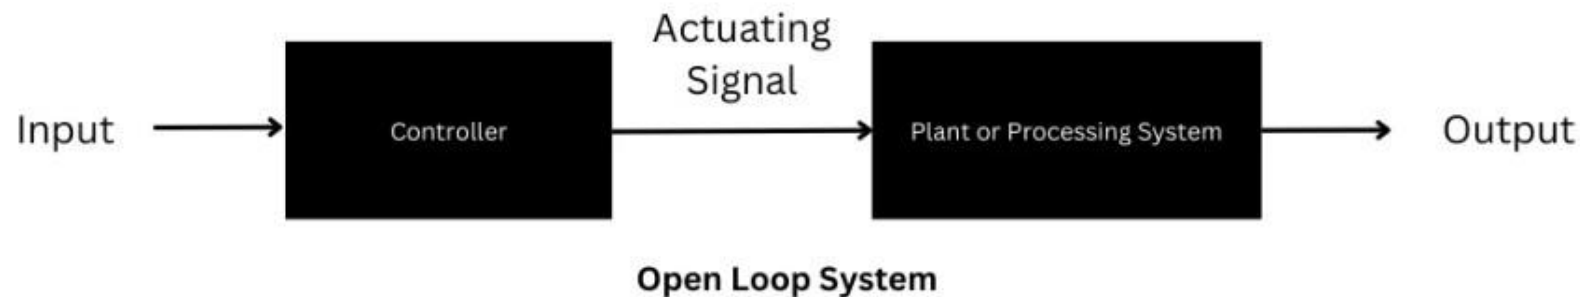 Input
Controller
Actuating
Signal
Plant or Processing System
Output
Open Loop System